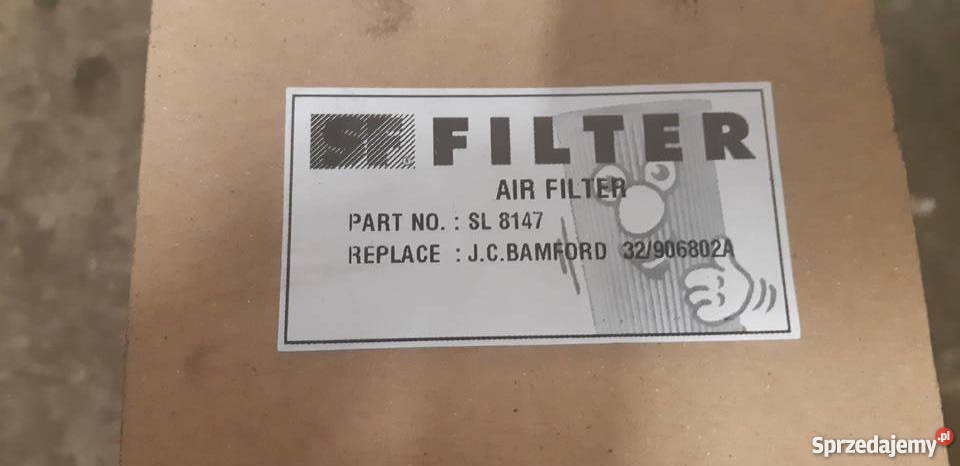 SF FILTER
AIR FILTER
PART NO. : SL 8147
REPLACE : J.C.BAMFORD 32/906802A
Sprzedajemy.pl